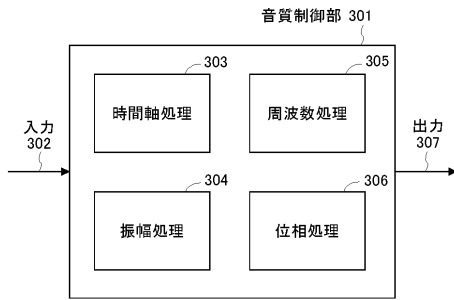 音質制御部 301
303
時間軸処理
305
周波数処理
入力
302
出力
307
304
振幅処理
306
位相処理